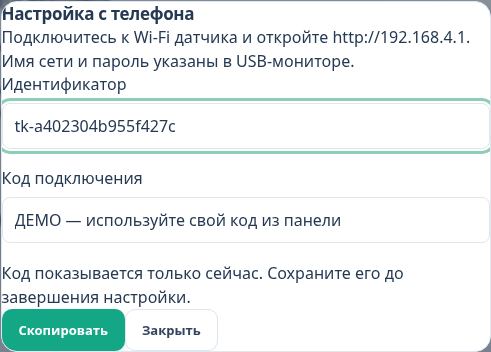 Настройка с телефона
Подключитесь к Wi-Fi датчика и откройте http://192.168.4.1.
Имя сети и пароль указаны в USB-мониторе.
Идентификатор
tk-a402304b955f427c
Код подключения
ДЕМО — используйте свой код из панели
Код показывается только сейчас. Сохраните его до
завершения настройки.
Скопировать Закрыть